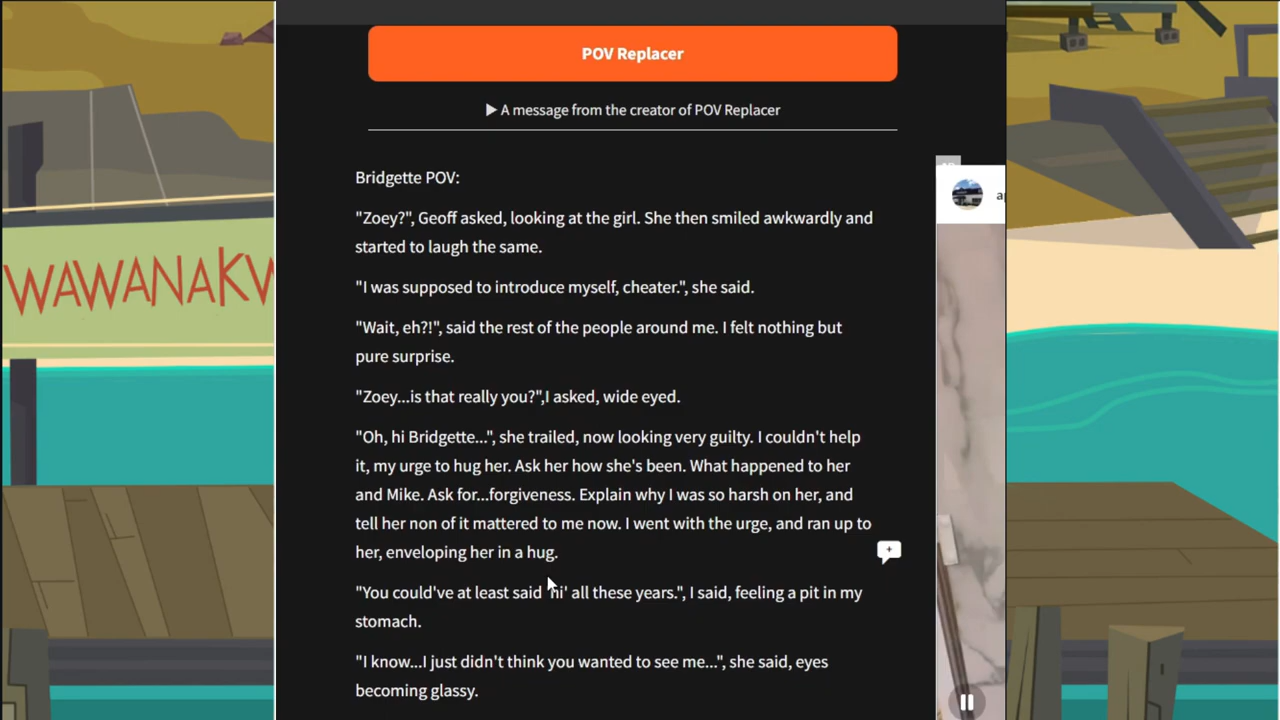 POV Replacer
▶ A message from the creator of POV Replacer
WAWANAKW
Bridgette POV:
"Zoey?", Geoff asked, looking at the girl. She then smiled awkwardly and
started to laugh the same.
"I was supposed to introduce myself, cheater.", she said.
"Wait, eh?!", said the rest of the people around me. I felt nothing but
pure surprise.
"Zoey...is that really you?",I asked, wide eyed.
"Oh, hi Bridgette...", she trailed, now looking very guilty. I couldn't help
it, my urge to hug her. Ask her how she's been. What happened to her
and Mike. Ask for...forgiveness. Explain why I was so harsh on her, and
tell her non of it mattered to me now. I went with the urge, and ran up to
her, enveloping her in a hug.
"You could've at least said 'hi' all these years.", I said, feeling a pit in my
stomach.
"I know...I just didn't think you wanted to see me...", she said, eyes
becoming glassy.